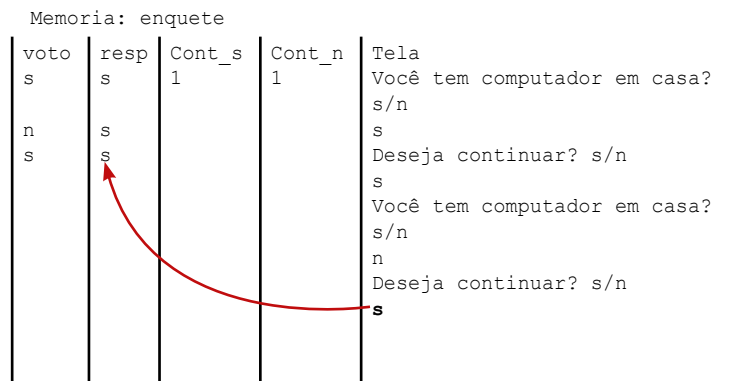 Memoria: enquete
voto resp Cont_s Cont_n Tela
s s 1 1 Você tem computador em casa?
s/n
n s s
s s Deseja continuar? s/n
s
Você tem computador em casa?
s/n
n
Deseja continuar? s/n
s